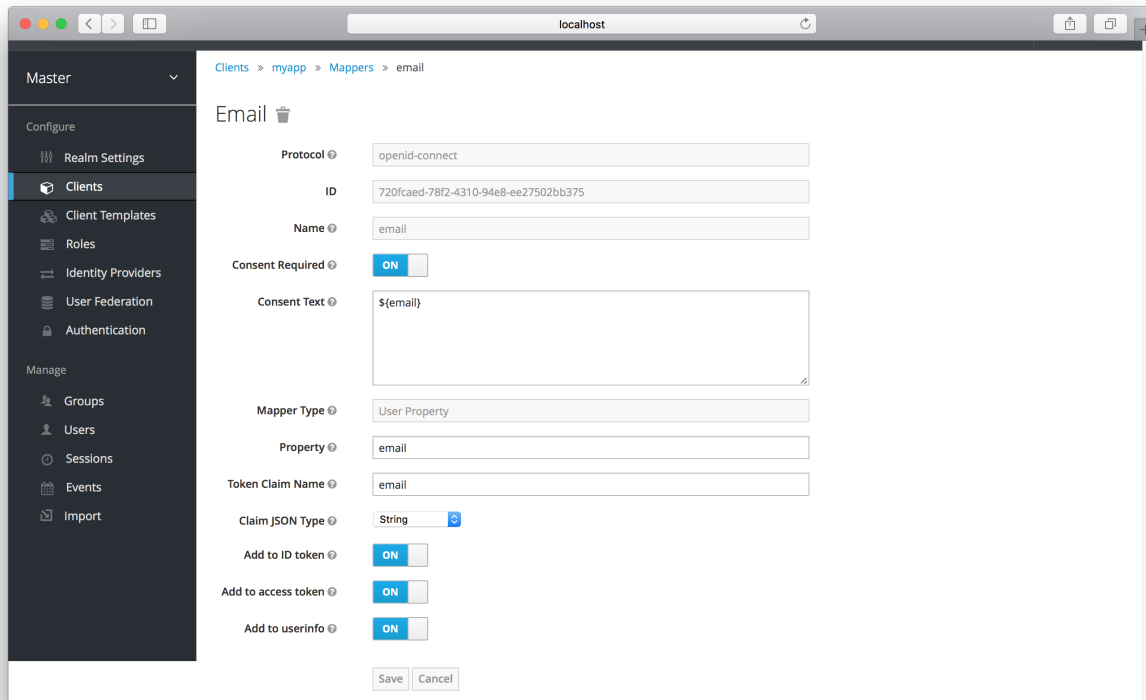 localhost
Master
Clients » myapp » Mappers » email
Email
Configure
Realm Settings
Clients
Client Templates
Roles
Identity Providers
User Federation
Authentication
Manage
Groups
Users
Sessions
Events
Import
Protocol openid-connect
ID 720fcaed-78f2-4310-94e8-ee27502bb375
Name email
Consent Required ON
Consent Text ${email}
Mapper Type User Property
Property email
Token Claim Name email
Claim JSON Type String
Add to ID token ON
Add to access token ON
Add to userinfo ON
Save Cancel